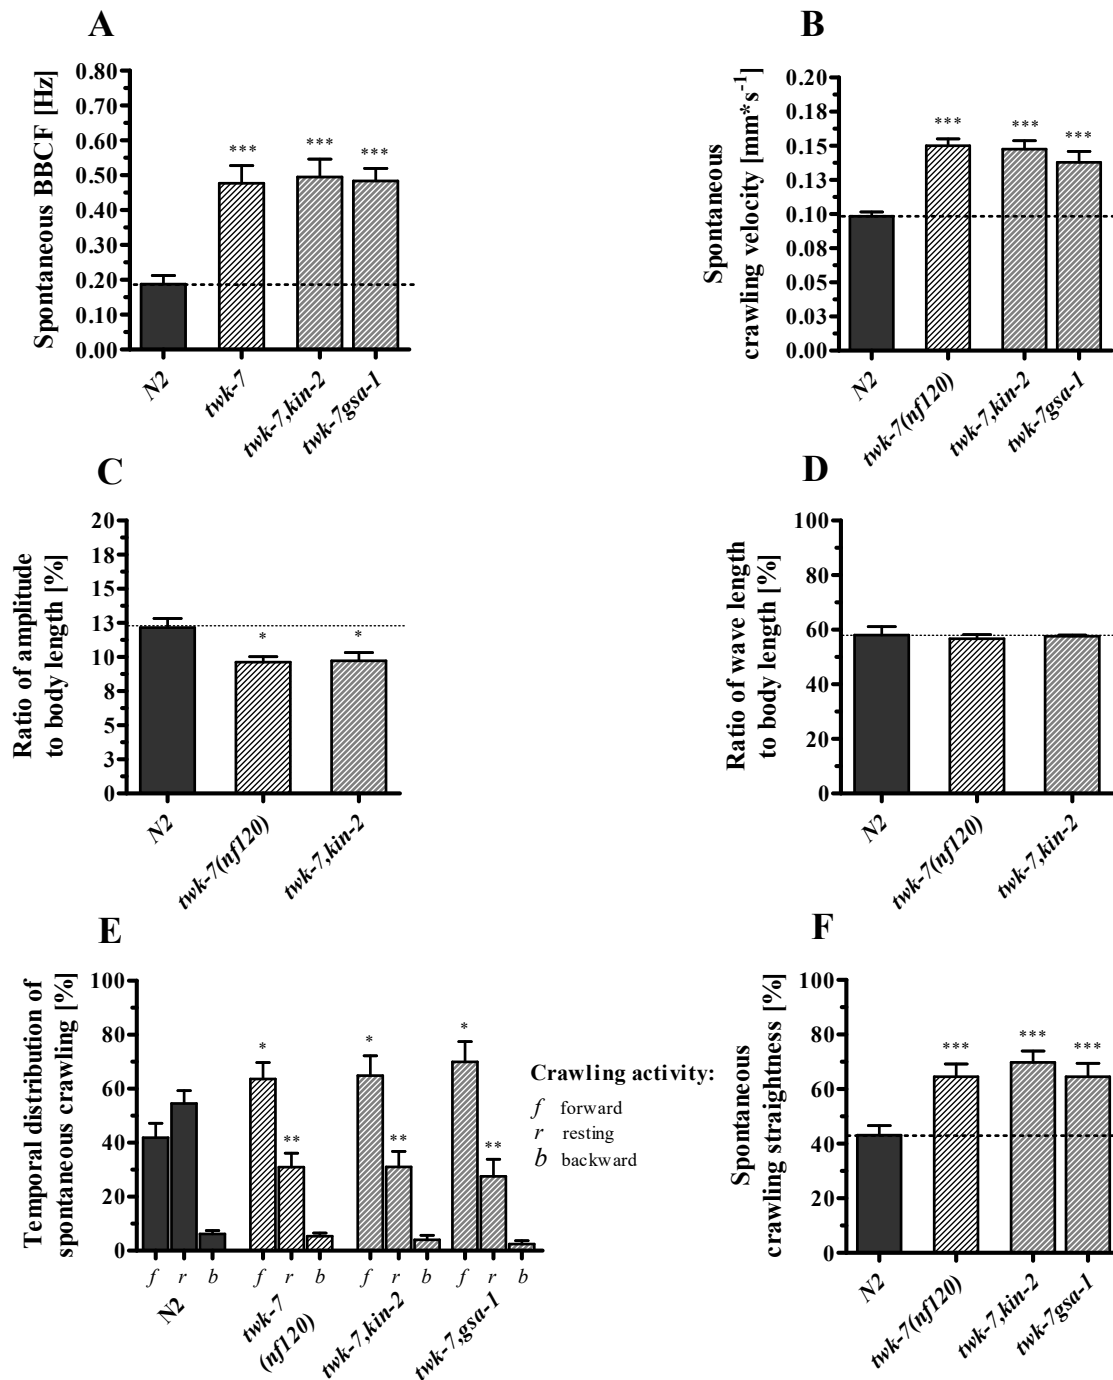 A
Spontaneous BBCF [Hz]
0.80
0.70
0.60
0.50
0.40
0.30
0.20
0.10
0.00
***
***
***
N2
twk-7
twk-7,kin-2
twk-7gsa-1
B
Spontaneous
crawling velocity [mm*s-1]
0.20
0.18
0.15
0.13
0.10
0.08
0.05
0.03
0.00
***
***
***
N2
twk-7(nf120)
twk-7,kin-2
twk-7gsa-1
C
Ratio of amplitude
to body length [%]
20
18
15
13
10
8
5
3
0
*
*
N2
twk-7(nf120)
twk-7,kin-2
D
Ratio of wave length
to body length [%]
100
80
60
40
20
0
N2
twk-7(nf120)
twk-7,kin-2
E
Temporal distribution of
spontaneous crawling [%]
100
80
60
40
20
0
*
**
*
**
*
**
f r b f r b f r b f r b
N2
twk-7
(nf120)
twk-7,kin-2
twk-7,gsa-1
Crawling activity:
f forward
r resting
b backward
F
Spontaneous
crawling straightness [%]
100
80
60
40
20
0
***
***
***
N2
twk-7(nf120)
twk-7,kin-2
twk-7gsa-1